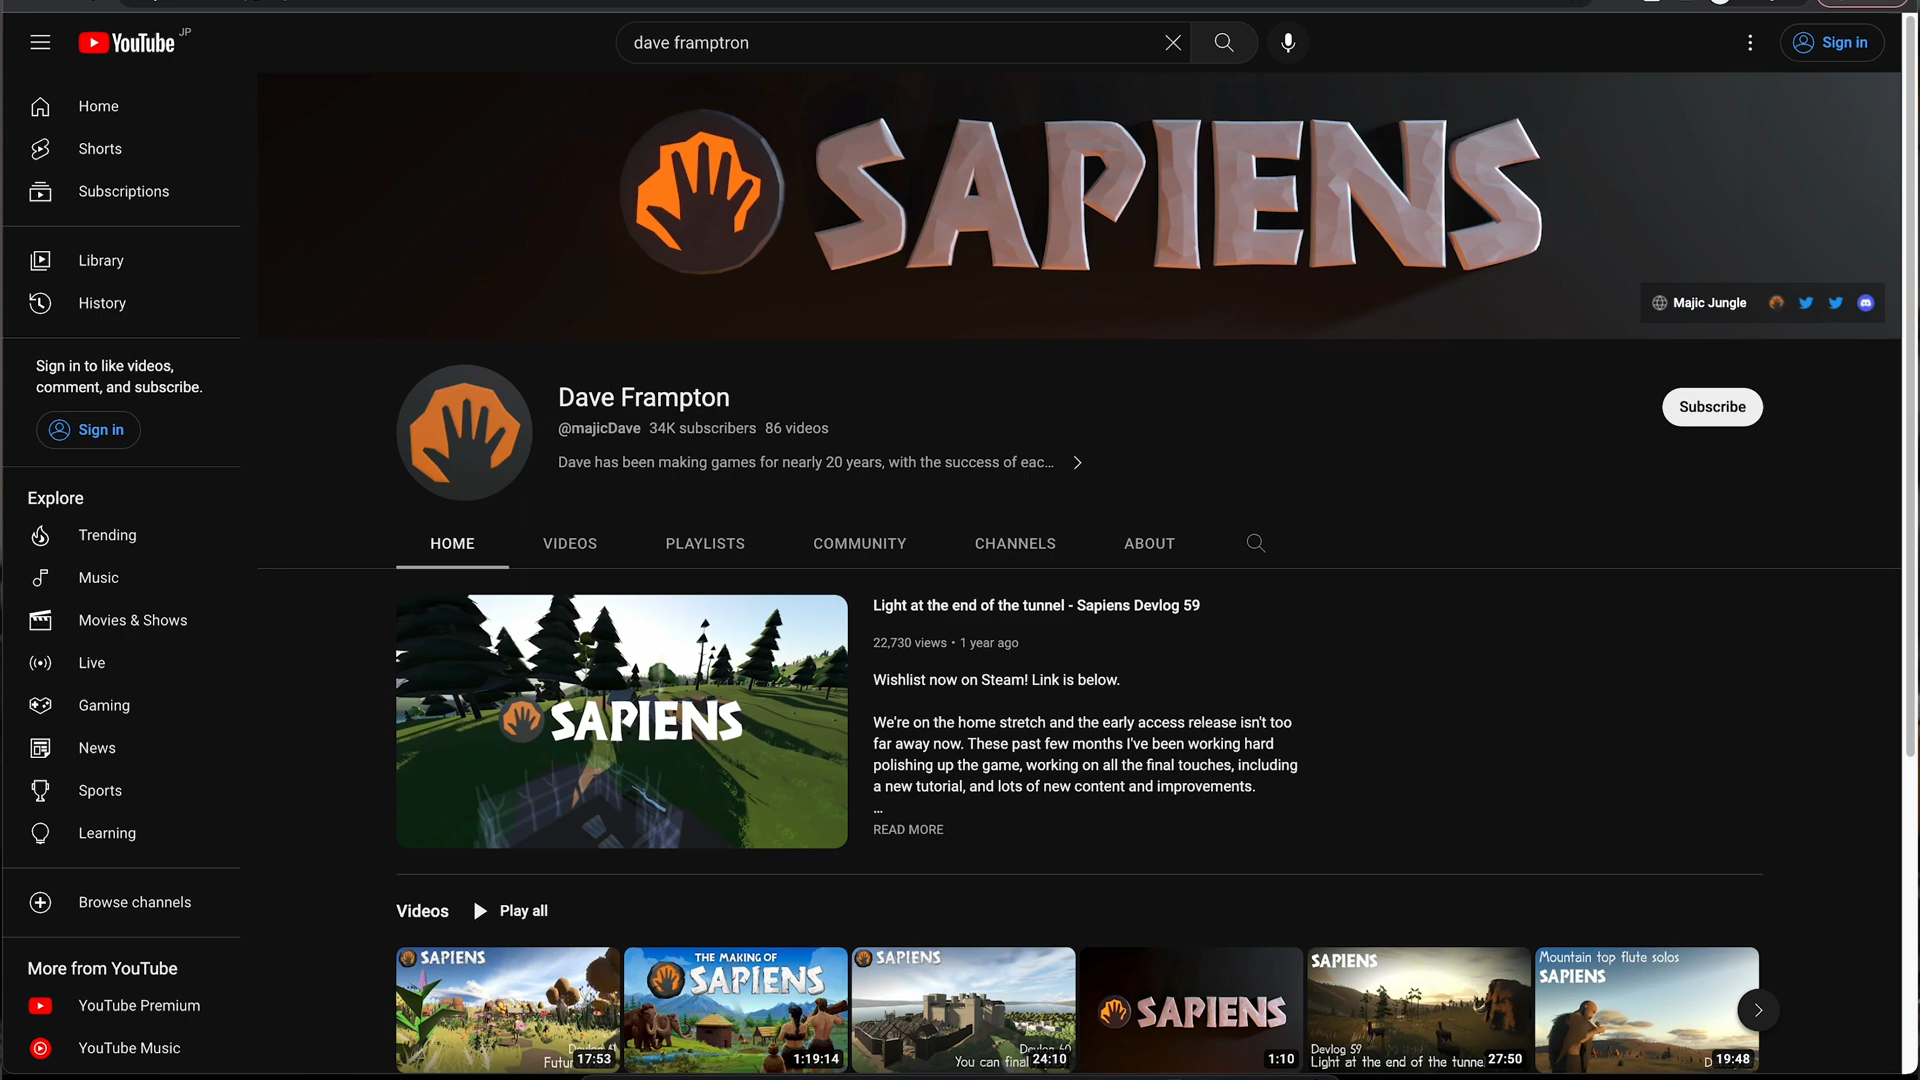 YouTube JP
dave framptron
Sign in
Home
Shorts
Subscriptions
Library
History
Sign in to like videos,
comment, and subscribe.
Sign in
Explore
Trending
Music
Movies & Shows
Live
Gaming
News
Sports
Learning
Browse channels
More from YouTube
YouTube Premium
YouTube Music
SAPIENS
Majic Jungle
Dave Frampton
@majicDave 34K subscribers 86 videos
Dave has been making games for nearly 20 years, with the success of eac...
Subscribe
HOME VIDEOS PLAYLISTS COMMUNITY CHANNELS ABOUT
SAPIENS
Light at the end of the tunnel - Sapiens Devlog 59
22,730 views • 1 year ago
Wishlist now on Steam! Link is below.
We're on the home stretch and the early access release isn't too
far away now. These past few months I've been working hard
polishing up the game, working on all the final touches, including
a new tutorial, and lots of new content and improvements.
...
READ MORE
Videos Play all
SAPIENS
Futur
17:53
THE MAKING OF
SAPIENS
1:19:14
SAPIENS
Devlog 60
You can final
24:10
SAPIENS
1:10
SAPIENS
Devlog 59
Light at the end of the tunne
27:50
Mountain top flute solos
SAPIENS
D
19:48